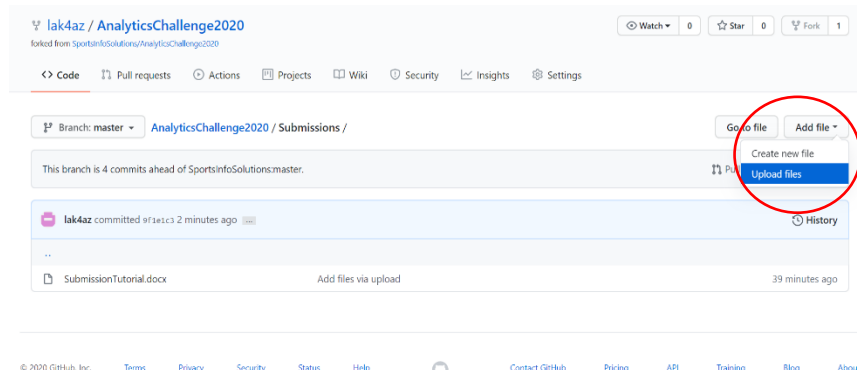 lak4az / AnalyticsChallenge2020
Watch 0 Star 0 Fork 1
forked from SportsInfoSolutions/AnalyticsChallenge2020
<> Code Pull requests Actions Projects Wiki Security Insights Settings
Branch: master AnalyticsChallenge2020 / Submissions / Go to file Add file
Create new file
This branch is 4 commits ahead of SportsInfoSolutions:master.
Upload files
lak4az committed 9f1e1c3 2 minutes ago ... History
..
SubmissionTutorial.docx Add files via upload 39 minutes ago
© 2020 GitHub, Inc. Terms Privacy Security Status Help Contact GitHub Pricing API Training Blog